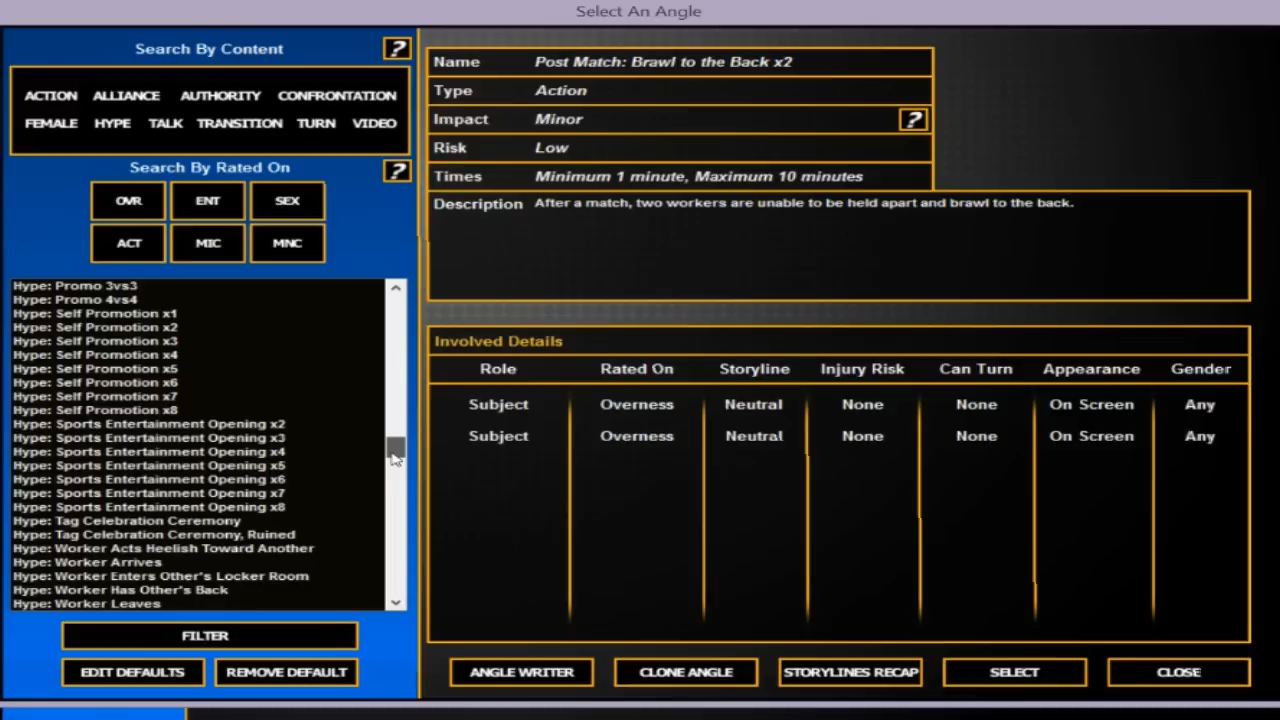 Select An Angle
Search By Content
?
ACTION ALLIANCE AUTHORITY CONFRONTATION
FEMALE HYPE TALK TRANSITION TURN VIDEO
Search By Rated On
?
OVR ENT SEX
ACT MIC MNC
Hype: Promo 3vs3
Hype: Promo 4vs4
Hype: Self Promotion x1
Hype: Self Promotion x2
Hype: Self Promotion x3
Hype: Self Promotion x4
Hype: Self Promotion x5
Hype: Self Promotion x6
Hype: Self Promotion x7
Hype: Self Promotion x8
Hype: Sports Entertainment Opening x2
Hype: Sports Entertainment Opening x3
Hype: Sports Entertainment Opening x4
Hype: Sports Entertainment Opening x5
Hype: Sports Entertainment Opening x6
Hype: Sports Entertainment Opening x7
Hype: Sports Entertainment Opening x8
Hype: Tag Celebration Ceremony
Hype: Tag Celebration Ceremony, Ruined
Hype: Worker Acts Heelish Toward Another
Hype: Worker Arrives
Hype: Worker Enters Other's Locker Room
Hype: Worker Has Other's Back
Hype: Worker Leaves
FILTER
EDIT DEFAULTS REMOVE DEFAULT
Name Post Match: Brawl to the Back x2
Type Action
Impact Minor ?
Risk Low
Times Minimum 1 minute, Maximum 10 minutes
Description After a match, two workers are unable to be held apart and brawl to the back.
Involved Details
Role Rated On Storyline Injury Risk Can Turn Appearance Gender
Subject Overness Neutral None None On Screen Any
Subject Overness Neutral None None On Screen Any
ANGLE WRITER CLONE ANGLE STORYLINES RECAP SELECT CLOSE